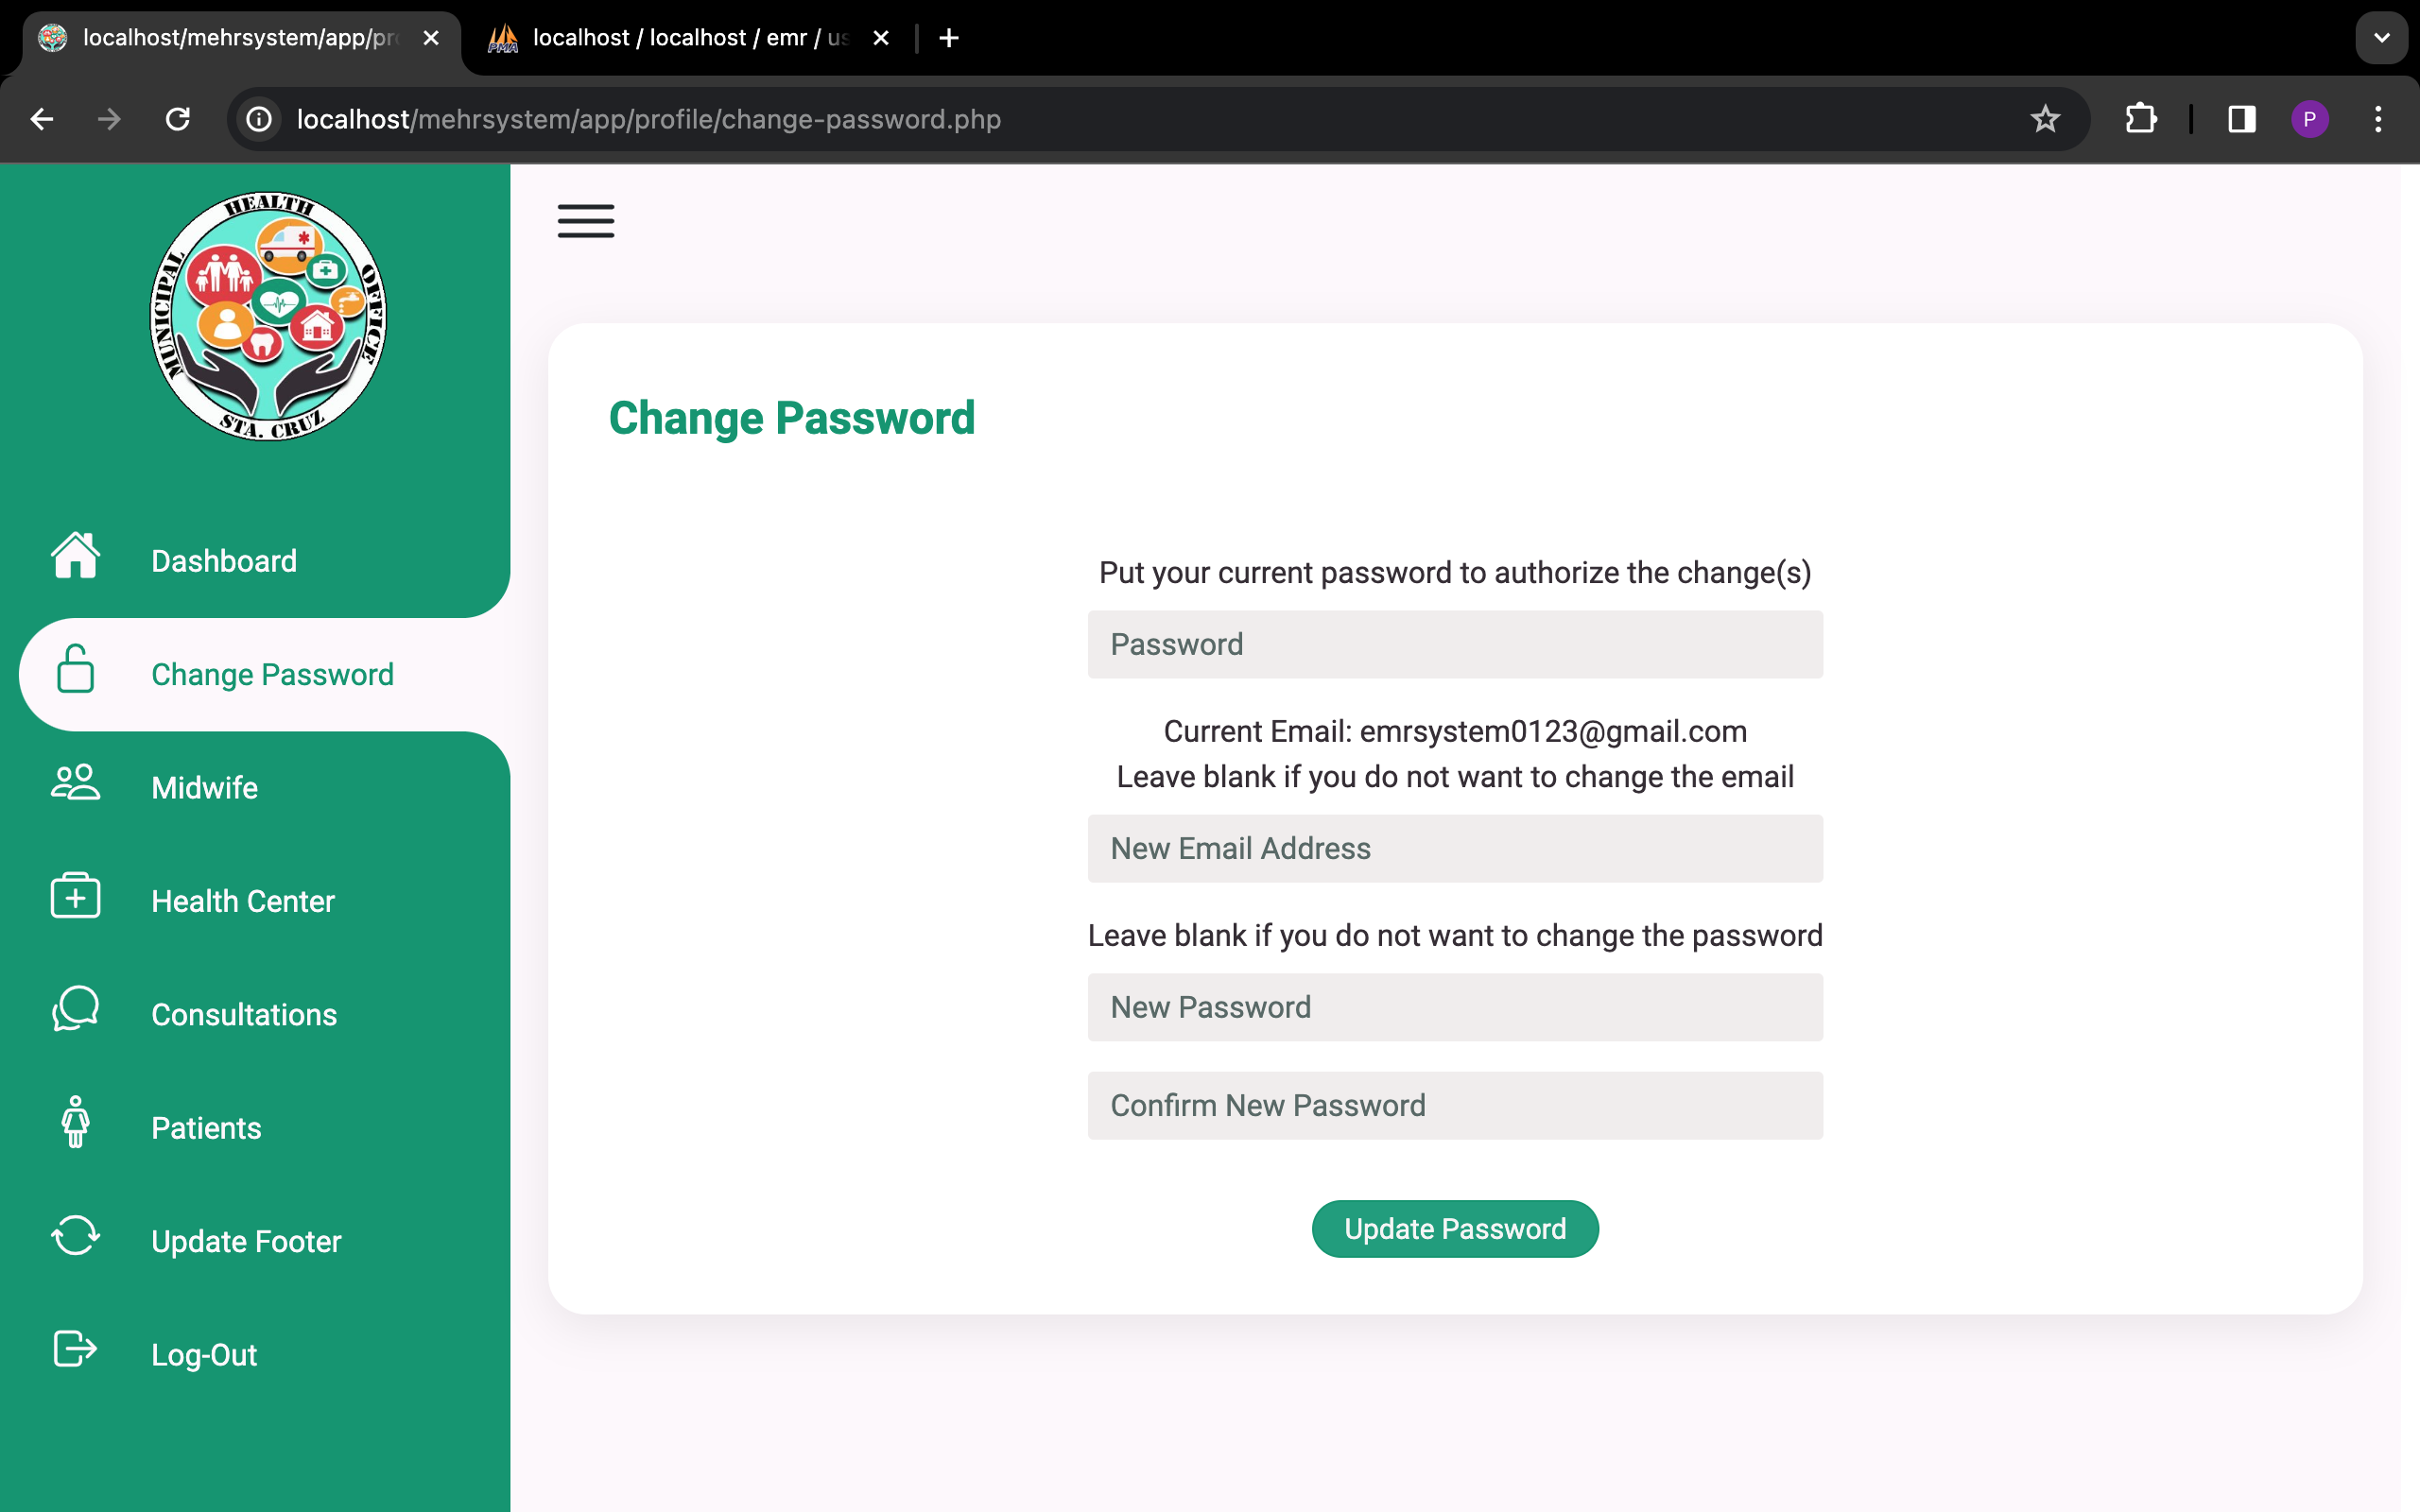 localhost/mehrsystem/app/pro
localhost / localhost / emr / us
localhost/mehrsystem/app/profile/change-password.php
P
MUNICIPAL HEALTH OFFICE
STA. CRUZ
Dashboard
Change Password
Midwife
Health Center
Consultations
Patients
Update Footer
Log-Out
Change Password
Put your current password to authorize the change(s)
Password
Current Email: emrsystem0123@gmail.com
Leave blank if you do not want to change the email
New Email Address
Leave blank if you do not want to change the password
New Password
Confirm New Password
Update Password